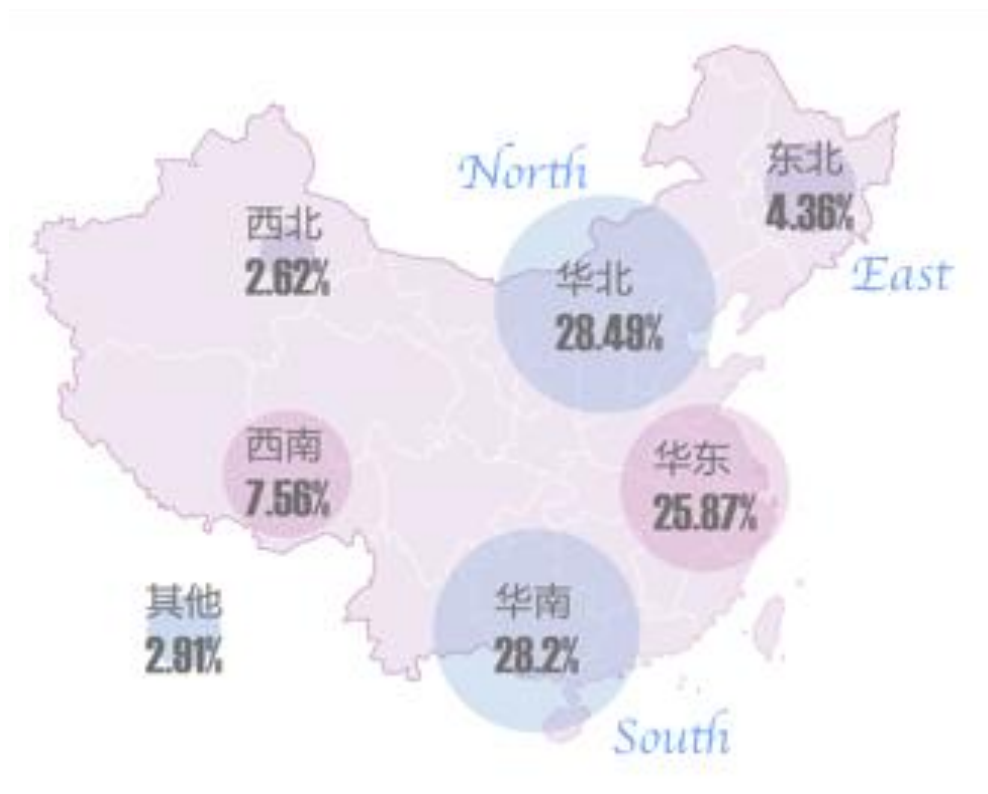 North
东北
4.36%
西北
2.62%
华北
28.49%
East
西南
7.56%
华东
25.87%
其他
2.91%
华南
28.2%
South